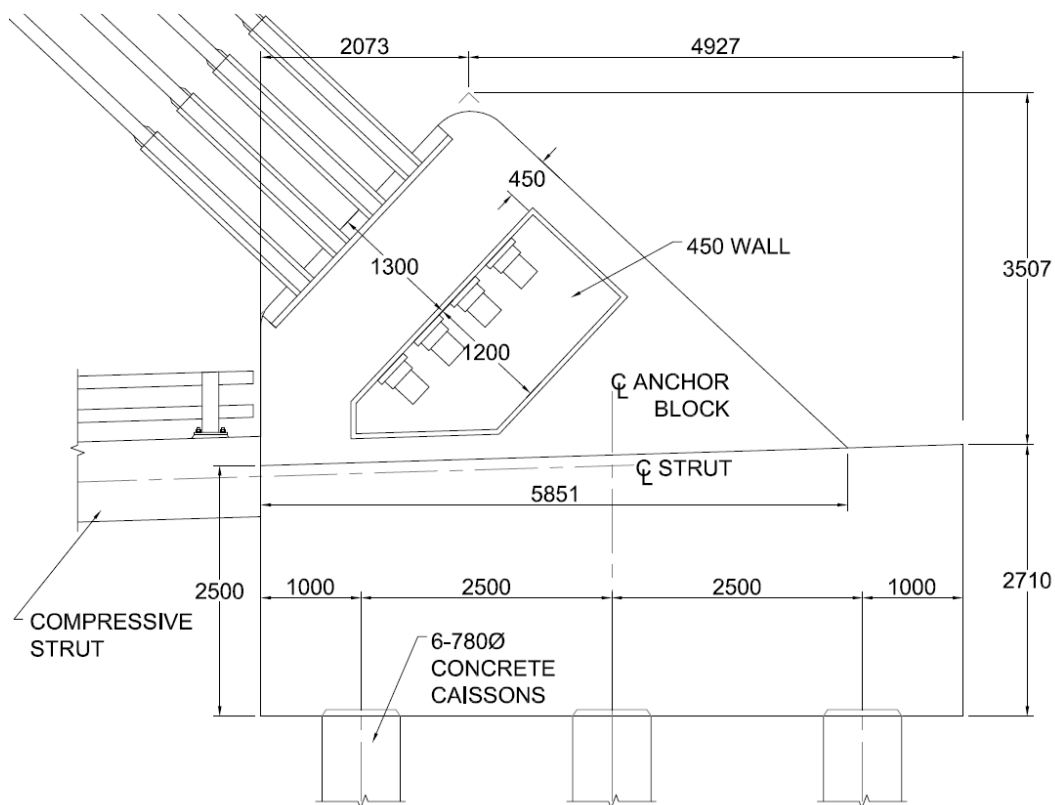 2073
4927
450
450 WALL
1300
3507
1200
℄ ANCHOR
BLOCK
℄ STRUT
5851
2500
1000
2500
2500
1000
2710
COMPRESSIVE
STRUT
6-780Ø
CONCRETE
CAISSONS